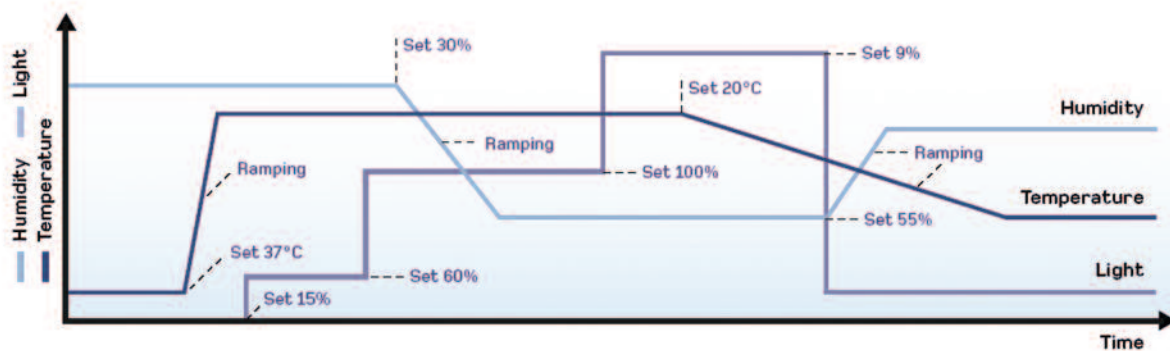 Light
Humidity
Temperature
Set 30%
Set 9%
Set 20°C
Humidity
Ramping
Ramping
Ramping
Set 100%
Temperature
Set 55%
Set 37°C
Set 60%
Light
Set 15%
Time